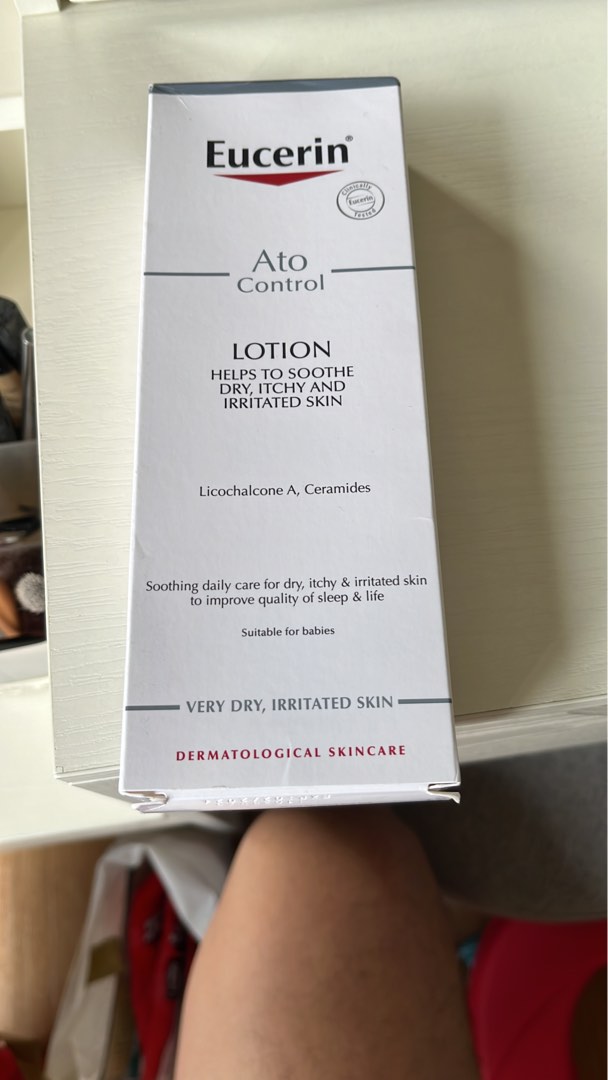 Eucerin®
Clinically
Eucerin
Tested
Ato
Control
LOTION
HELPS TO SOOTHE
DRY, ITCHY AND
IRRITATED SKIN
Licochalcone A, Ceramides
Soothing daily care for dry, itchy & irritated skin
to improve quality of sleep & life
Suitable for babies
VERY DRY, IRRITATED SKIN
DERMATOLOGICAL SKINCARE